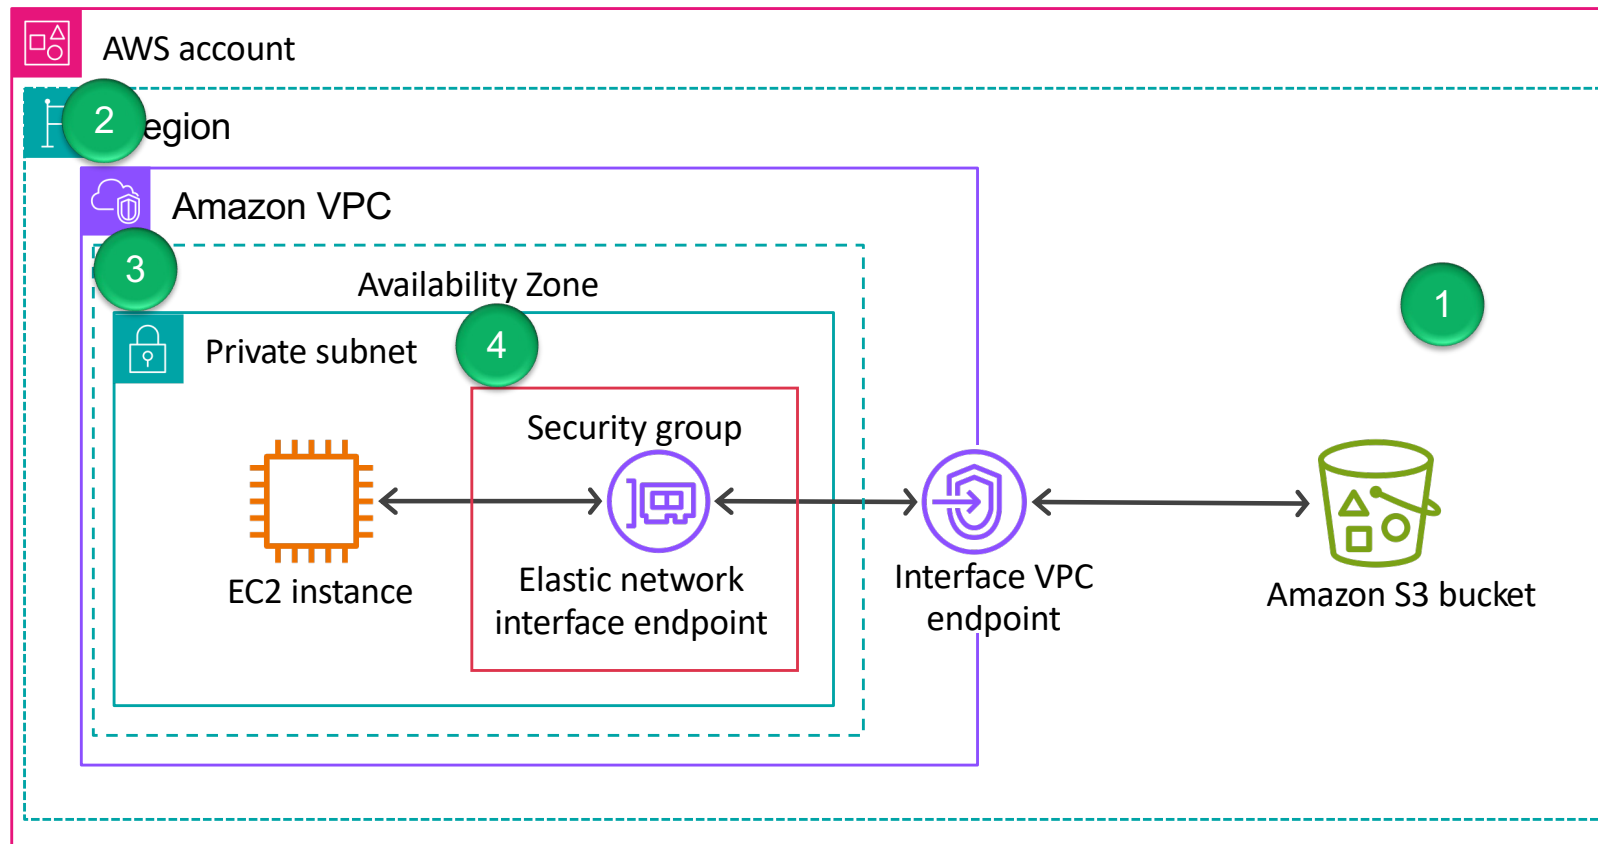 AWS account
2
egion
Amazon VPC
3
Availability Zone
1
Private subnet
4
Security group
EC2 instance
Elastic network
interface endpoint
Interface VPC
endpoint
Amazon S3 bucket